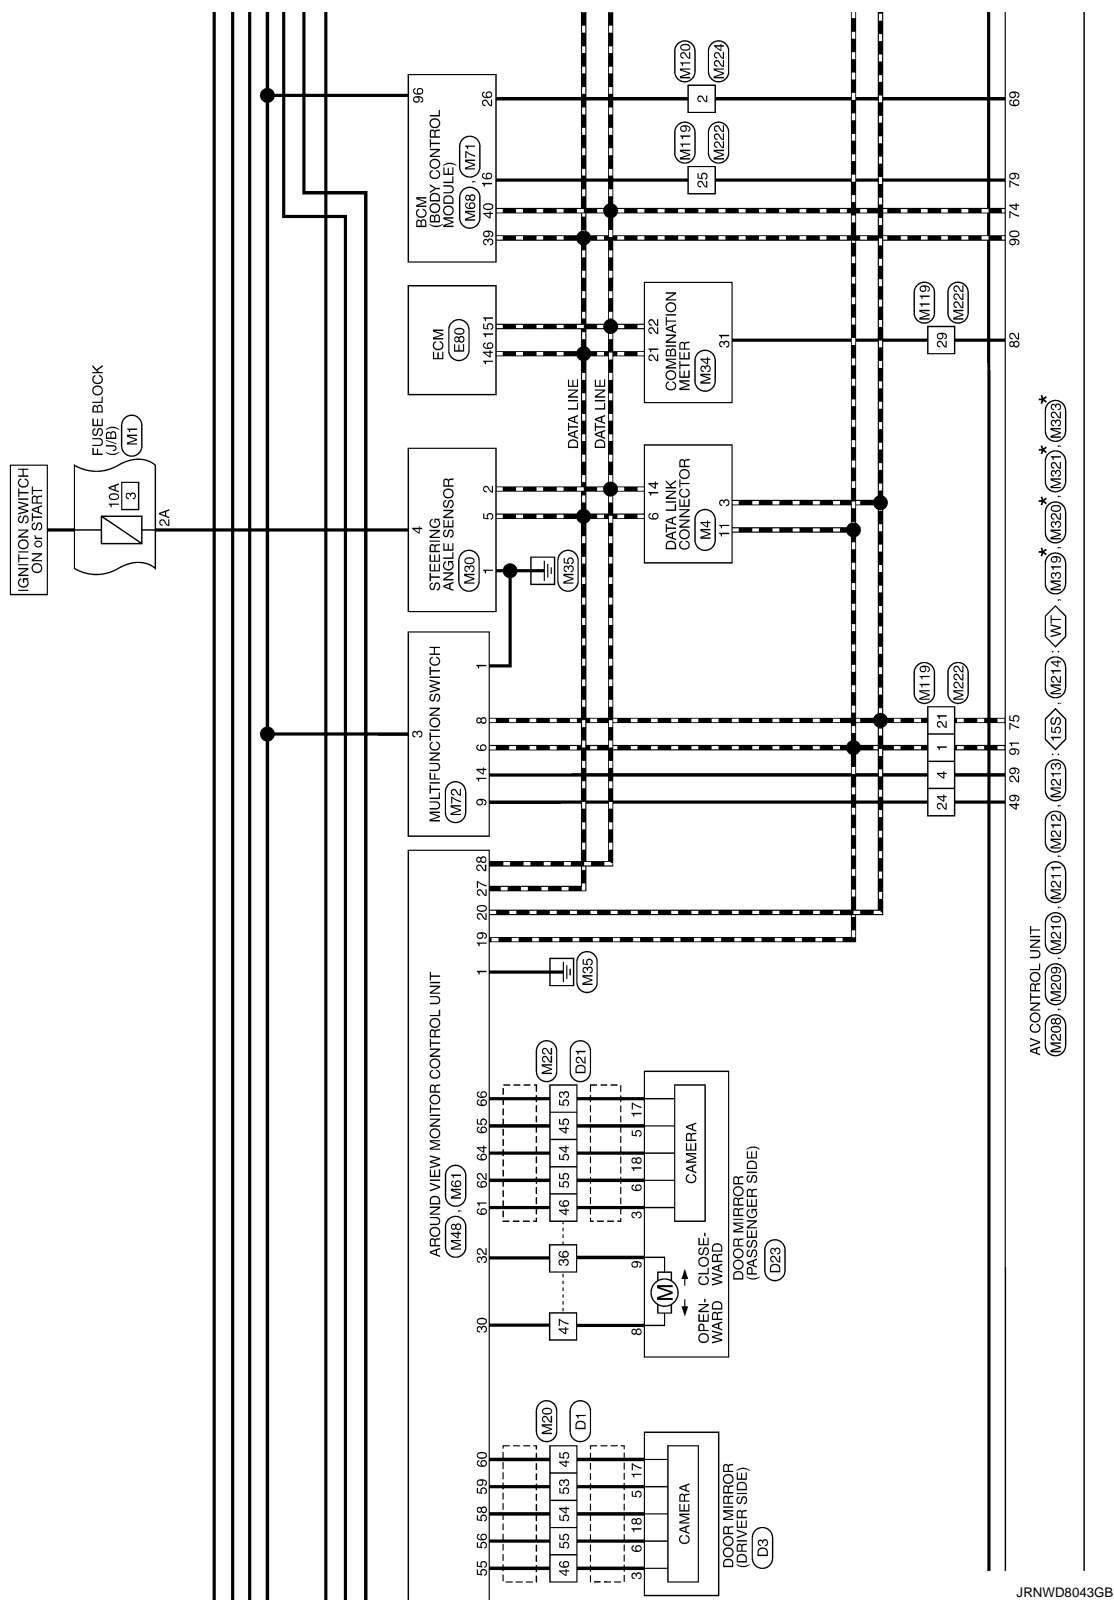 IGNITION SWITCH
ON or START
FUSE BLOCK
(J/B)
M1
10A
3
2A
DOOR MIRROR
(DRIVER SIDE)
D3
CAMERA
3
6
18
5
17
46
55
54
53
45
M20
D1
55
56
58
59
60
AROUND VIEW MONITOR CONTROL UNIT
M48 , M61
30
32
61
62
64
65
66
1
19
20
27
28
47
36
46
55
54
45
53
M22
D21
8
9
3
6
18
5
17
M
OPEN-
WARD
CLOSE-
WARD
CAMERA
DOOR MIRROR
(PASSENGER SIDE)
D23
M35
MULTIFUNCTION SWITCH
M72
3
9
14
6
8
1
24
4
1
21
M119
M222
49
29
91
75
STEERING
ANGLE SENSOR
M30
4
1
5
2
M35
DATA LINE
DATA LINE
DATA LINK
CONNECTOR
M4
6
14
11
3
ECM
E80
146
151
COMBINATION
METER
M34
21
22
31
29
M119
M222
82
BCM
(BODY CONTROL
MODULE)
M68 , M71
96
39
40
16
26
25
M119
M222
2
M120
M224
90
74
79
69
AV CONTROL UNIT
M208 , M209 , M210 , M211 , M212 , M213 : 15S , M214 : WT , M319* , M320* , M321* , M323*
JRNWD8043GB